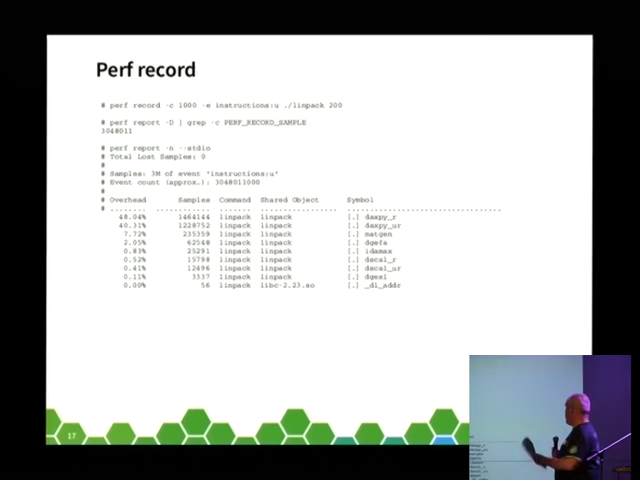 Perf record
# perf record -c 1000 -e instructions:u ./linpack 200
# perf report -D | grep -c PERF_RECORD_SAMPLE
3048011
# perf report -n --stdio
# Total Lost Samples: 0
#
# Samples: 3M of event 'instructions:u'
# Event count (approx.): 3048011000
#
# Overhead Samples Command Shared Object Symbol
# ........ ............ ....... ................. ..................................
48.04% 1464144 linpack linpack [.] daxpy_r
40.31% 1228752 linpack linpack [.] daxpy_ur
7.72% 235359 linpack linpack [.] matgen
2.05% 62548 linpack linpack [.] dgefa
0.83% 25291 linpack linpack [.] idamax
0.52% 15798 linpack linpack [.] dscal_r
0.41% 12496 linpack linpack [.] dscal_ur
0.11% 3337 linpack linpack [.] dgesl
0.00% 56 linpack libc-2.23.so [.] _dl_addr
17